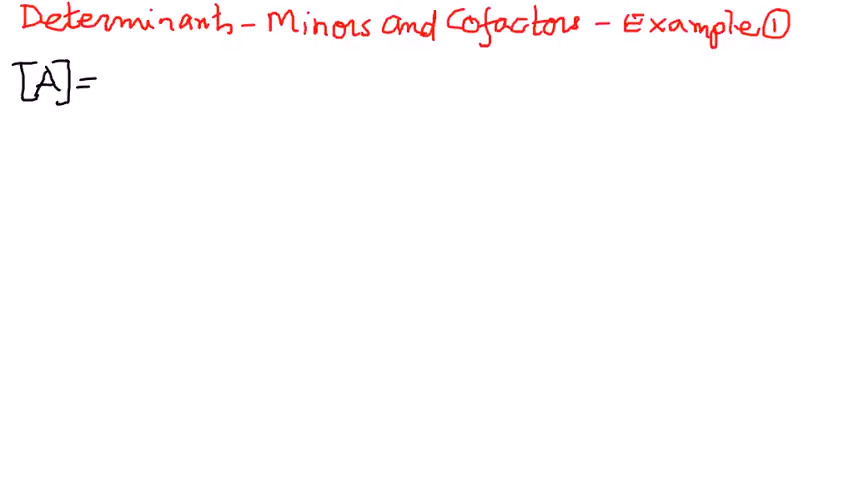 Determinants - Minors and Cofactors - Example ①
[A] =